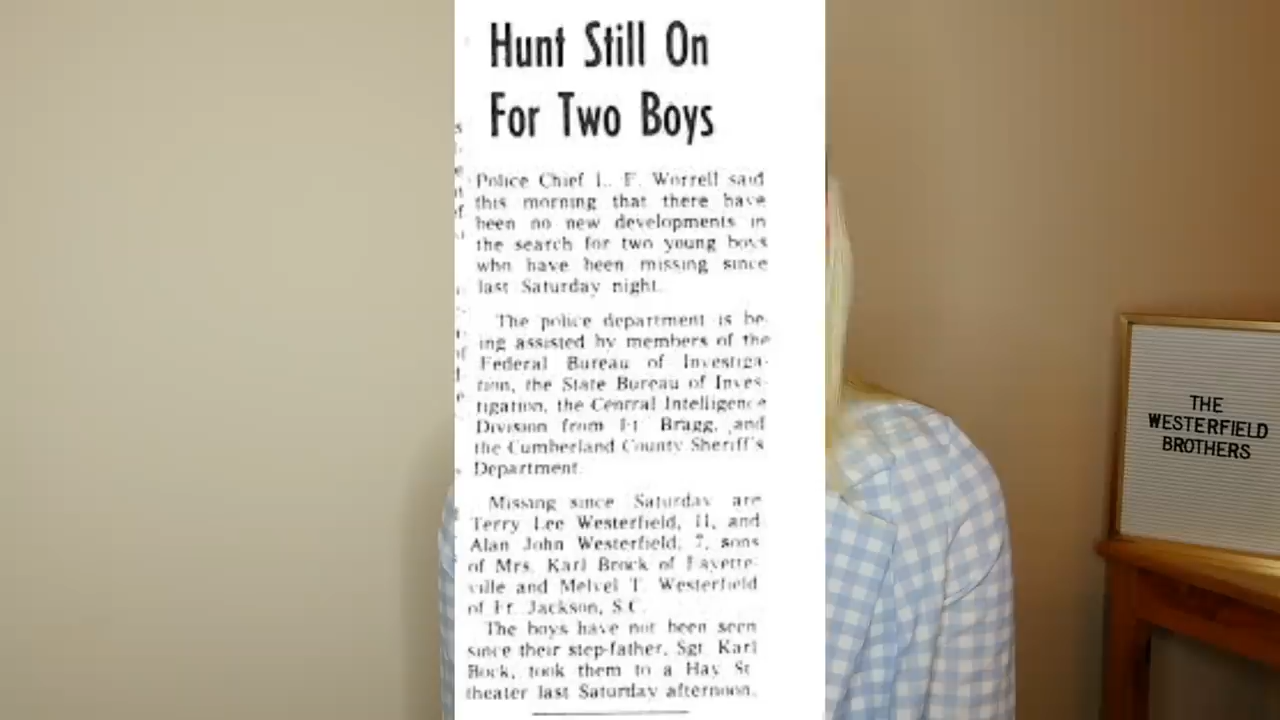 Hunt Still On
For Two Boys
Police Chief L. F. Worrell said
this morning that there have
been no new developments in
the search for two young boys
who have been missing since
last Saturday night.
The police department is be-
ing assisted by members of the
Federal Bureau of Investiga-
tion, the State Bureau of Inves-
tigation, the Central Intelligence
Division from Ft. Bragg, and
the Cumberland County Sheriff's
Department.
Missing since Saturday are
Terry Lee Westerfield, 11, and
Alan John Westerfield, 7, sons
of Mrs. Karl Brock of Fayette-
ville and Melvel T. Westerfield
of Ft. Jackson, S.C.
The boys have not been seen
since their step-father, Sgt. Karl
Bock, took them to a Hay St.
theater last Saturday afternoon.
THE
WESTERFIELD
BROTHERS